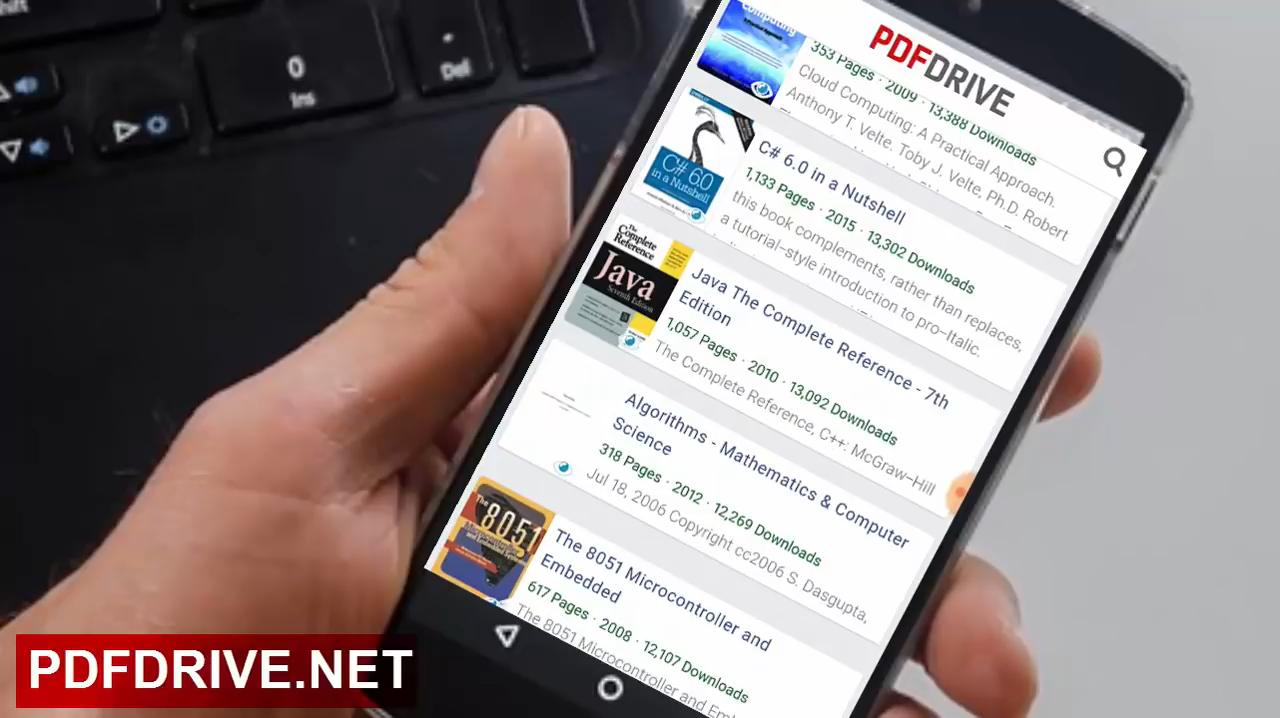 Shift
0
Ins
.
Del
PDFDRIVE
Computing
353 Pages · 2009 · 13,388 Downloads
Cloud Computing: A Practical Approach.
Anthony T. Velte. Toby J. Velte, Ph.D. Robert
C# 6.0
in a Nutshell
C# 6.0 in a Nutshell
1,133 Pages · 2015 · 13,302 Downloads
this book complements, rather than replaces,
a tutorial-style introduction to pro-Italic.
The
Complete
Reference
Java
Seventh Edition
Java The Complete Reference - 7th
Edition
1,057 Pages · 2010 · 13,092 Downloads
The Complete Reference, C++: McGraw-Hill
Algorithms - Mathematics & Computer
Science
318 Pages · 2012 · 12,269 Downloads
Jul 18, 2006 Copyright cc2006 S. Dasgupta,
The
8051
The 8051 Microcontroller and
Embedded
617 Pages · 2008 · 12,107 Downloads
The 8051 Microcontroller and Em
PDFDRIVE.NET